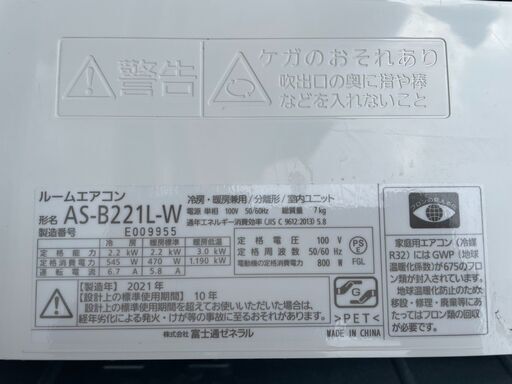 警告
ケガのおそれあり
吹出口の奥に指や棒
などを入れないこと
ルームエアコン
形名 AS-B221L-W
製造番号 E009955
冷房・暖房兼用/分離形/室内ユニット
電源 単相 100V 50/60Hz 総質量 7kg
通年エネルギー消費効率 (JIS C 9612:2013) 5.8
冷房 暖房標準 暖房低温
定格能力 2.2 kW 2.2 kW 3.0 kW
定格消費電力 545 W 470 W 1,190 kW
運転電流 6.7 A 5.8 A
定格電圧 100 V
定格周波数 50/60 Hz
電動機の定格消費電力 800 W
PS E
FGL
【製造年】2021年
【設計上の標準使用期間】10年
設計上の標準使用期間を超えてお使いいただいた場合は、
経年劣化による発火・けが等の事故に至るおそれがあります。
株式会社 富士通ゼネラル
G
>PET<
MADE IN CHINA
フロンの見える化
家庭用エアコン(冷媒
R32)にはGWP(地球
温暖化係数)が675のフロ
ン類が封入されています。
地球温暖化防止のため、
移設・修理・廃棄等にあ
たってはフロン類の回収
が必要です。